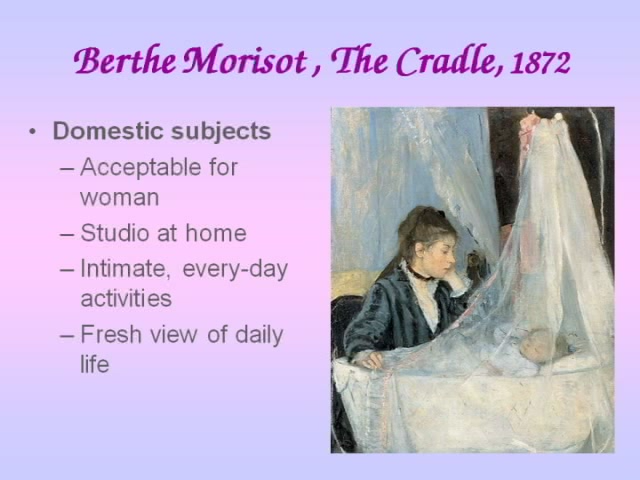 Berthe Morisot , The Cradle, 1872
• Domestic subjects
– Acceptable for
woman
– Studio at home
– Intimate, every-day
activities
– Fresh view of daily
life